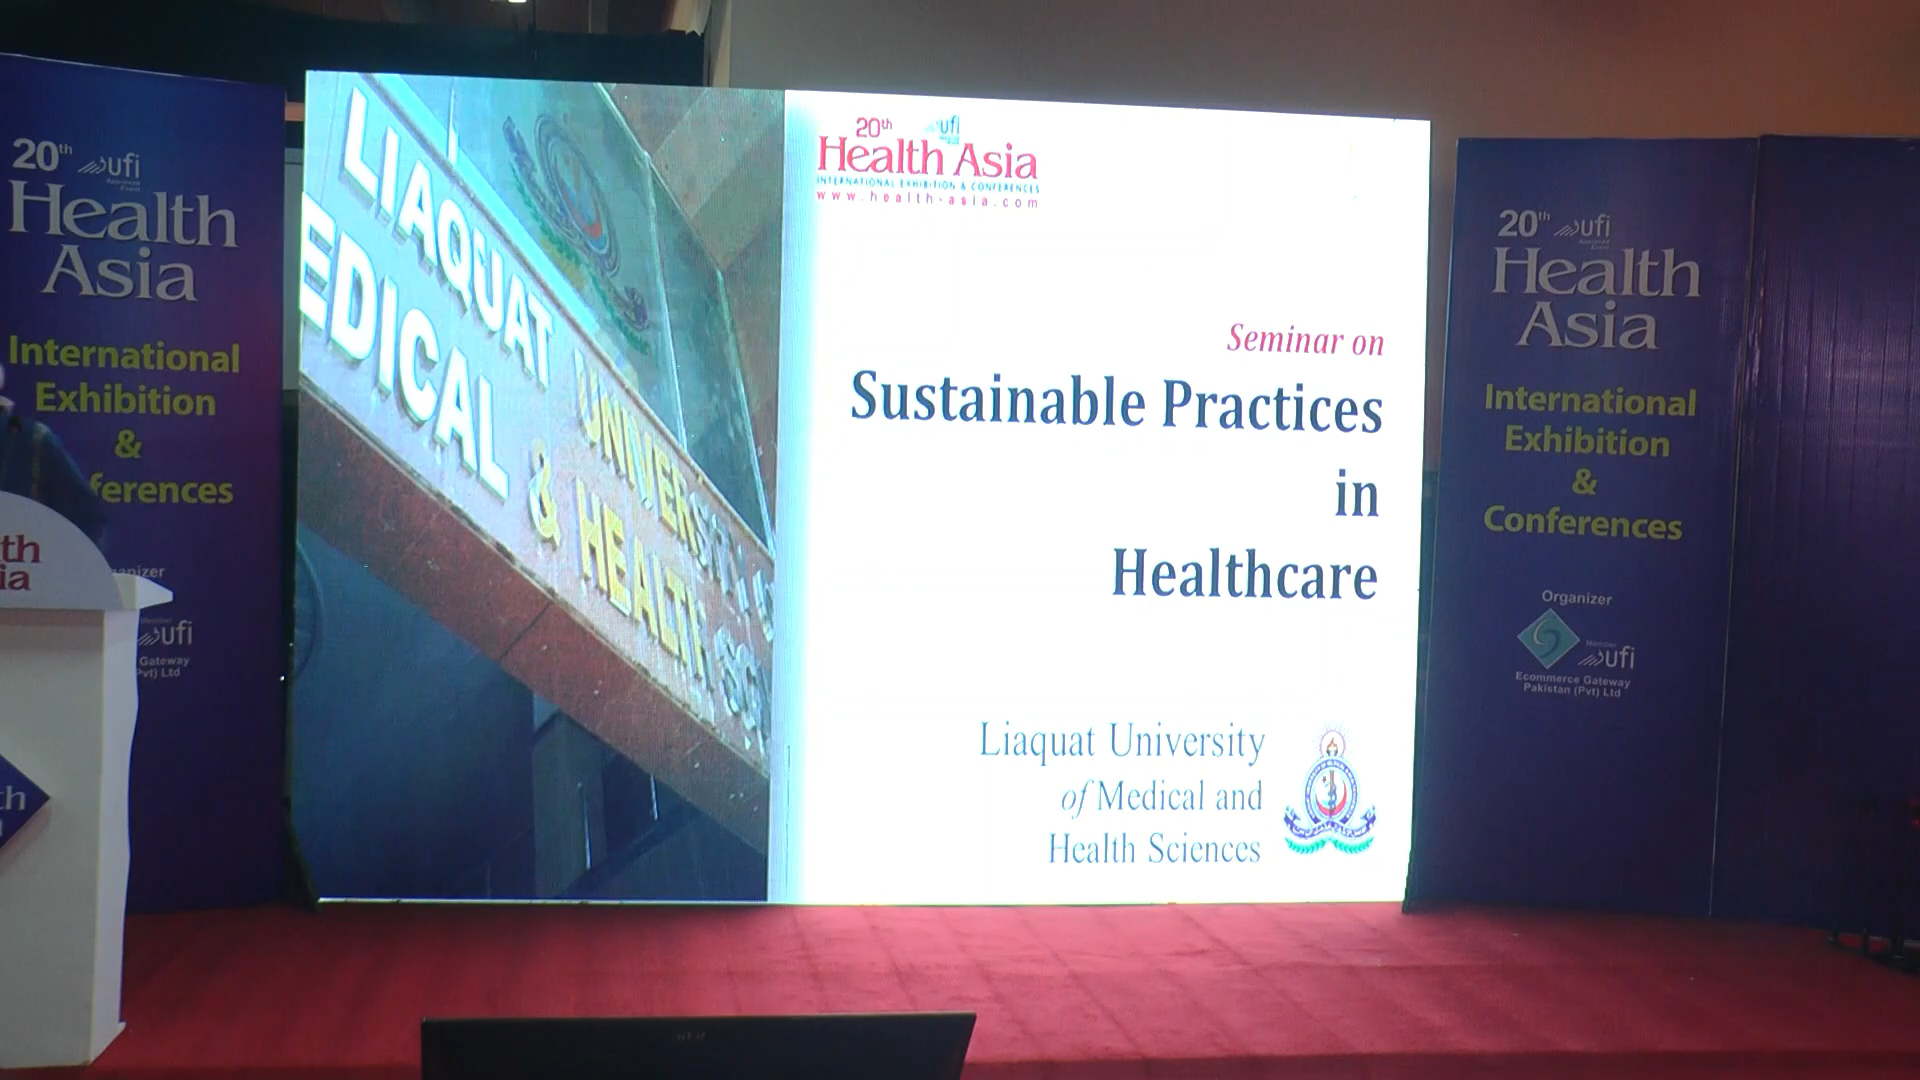 20th ufi
Health
Asia
International
Exhibition
&
ferences
anizer
ufi
Gateway
Pvt) Ltd
th
ia
th
LIAQUAT UNIVERSITY
EDICAL & HEALTH
20th ufi
Health Asia
INTERNATIONAL EXHIBITION & CONFERENCES
www.health-asia.com
Seminar on
Sustainable Practices
in
Healthcare
Liaquat University
of Medical and
Health Sciences
20th ufi
Health
Asia
International
Exhibition
&
Conferences
Organizer
Member
ufi
Ecommerce Gateway
Pakistan (Pvt) Ltd